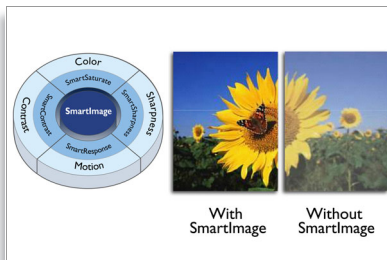 Color
SmartSaturate
Contrast
SmartContrast
SmartImage
SmartSharpness
Sharpness
SmartResponse
Motion
With
SmartImage
Without
SmartImage